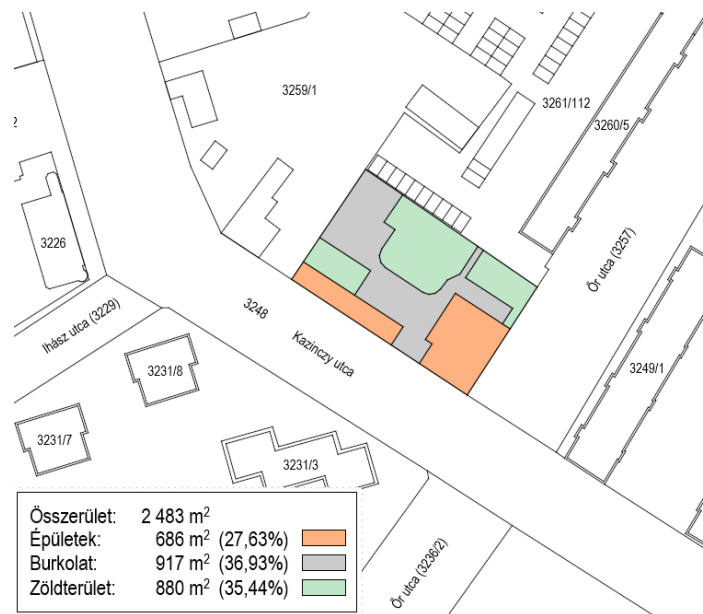 3259/1
3261/112
3260/5
2
3226
Őr utca (3257)
Ihász utca (3229)
3248
Kazinczy utca
3231/8
3249/1
3231/7
3231/3
Őr utca (3236/2)
Összerület: 2 483 m²
Épületek: 686 m² (27,63%)
Burkolat: 917 m² (36,93%)
Zöldterület: 880 m² (35,44%)